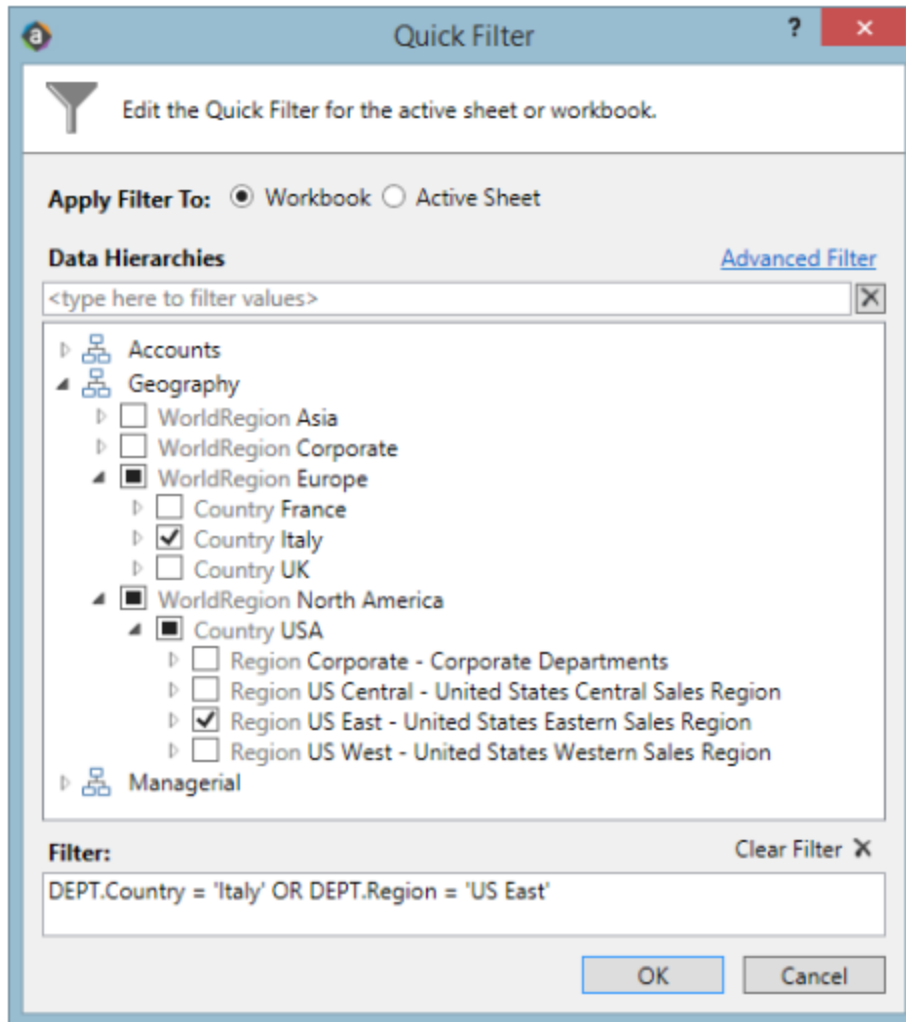 Quick Filter
?
Edit the Quick Filter for the active sheet or workbook.
Apply Filter To: Workbook Active Sheet
Data Hierarchies Advanced Filter
<type here to filter values>
Accounts
Geography
WorldRegion Asia
WorldRegion Corporate
WorldRegion Europe
Country France
Country Italy
Country UK
WorldRegion North America
Country USA
Region Corporate - Corporate Departments
Region US Central - United States Central Sales Region
Region US East - United States Eastern Sales Region
Region US West - United States Western Sales Region
Managerial
Filter: Clear Filter
DEPT.Country = 'Italy' OR DEPT.Region = 'US East'
OK Cancel